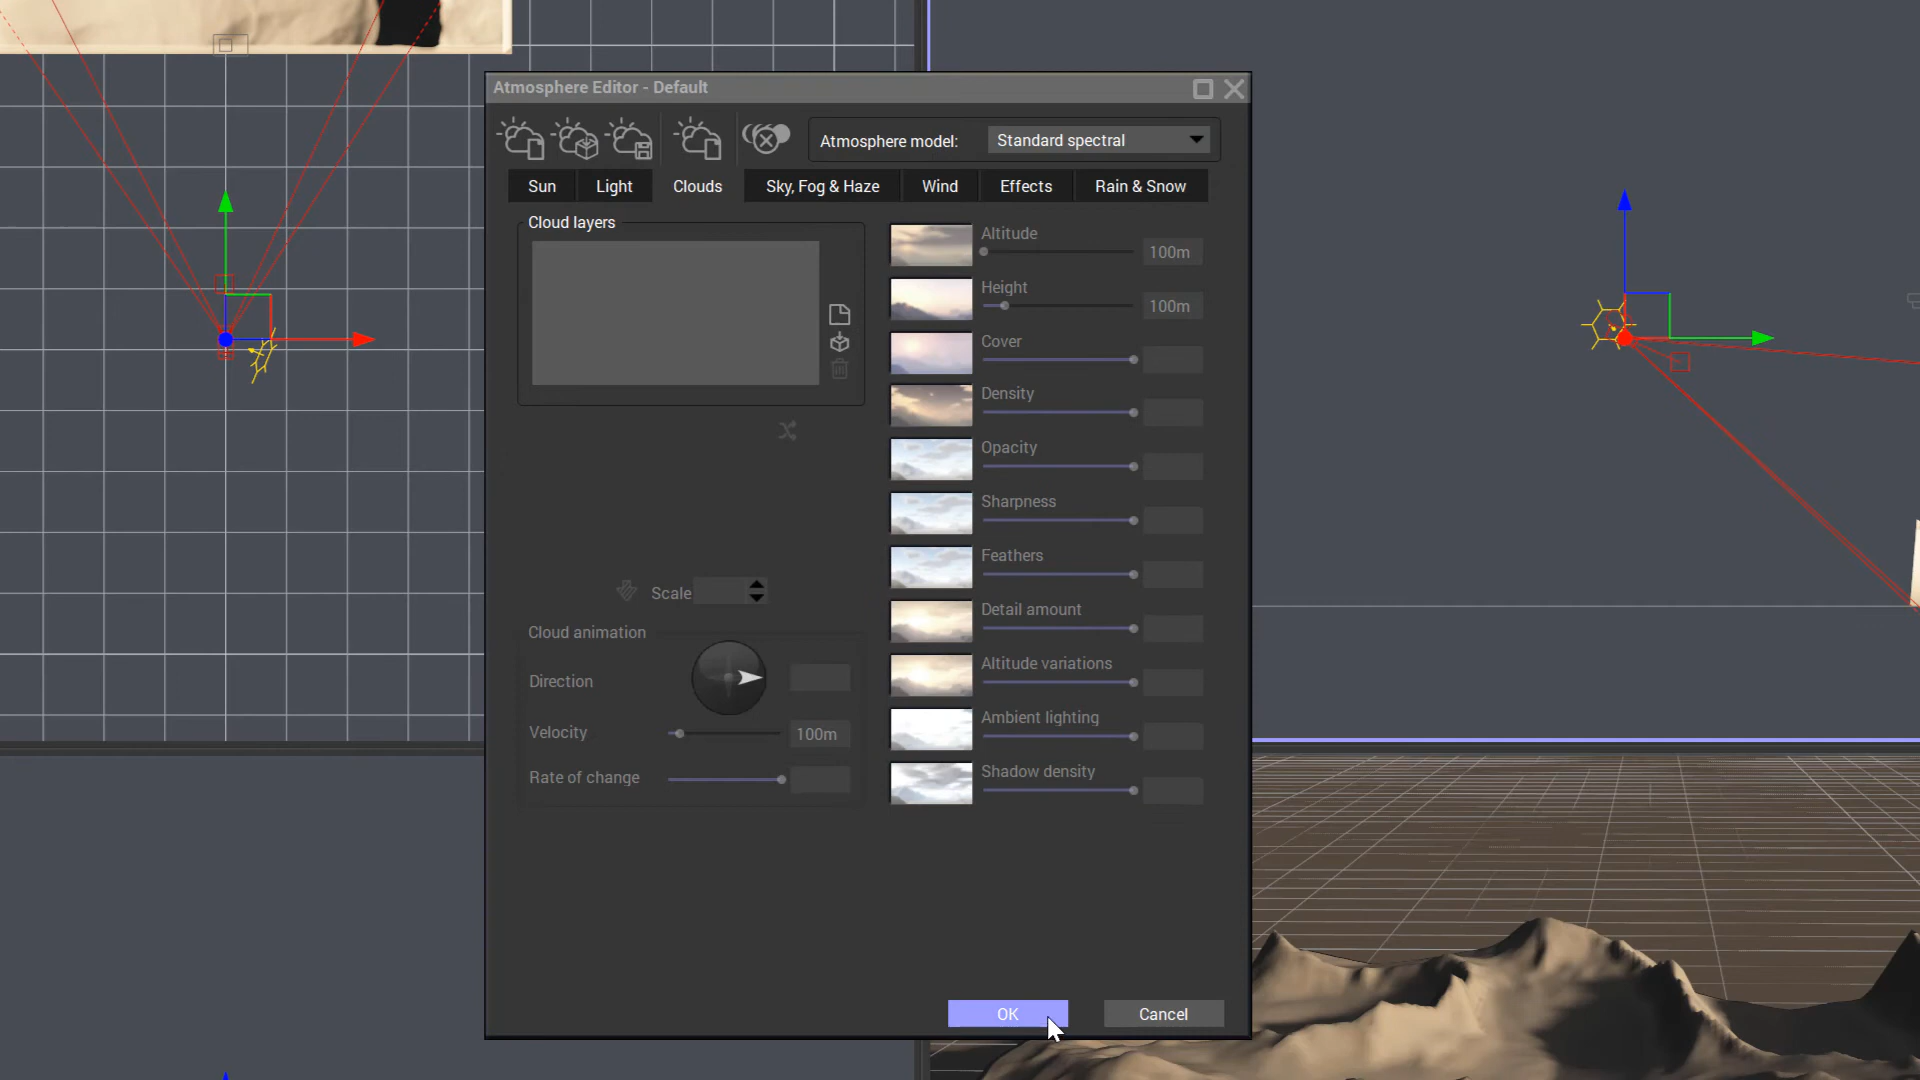 Atmosphere Editor - Default
Atmosphere model:
Standard spectral
Sun
Light
Clouds
Sky, Fog & Haze
Wind
Effects
Rain & Snow
Cloud layers
Altitude
100m
Height
100m
Cover
Density
Opacity
Sharpness
Feathers
Detail amount
Altitude variations
Ambient lighting
Shadow density
Scale
Cloud animation
Direction
Velocity
100m
Rate of change
OK
Cancel